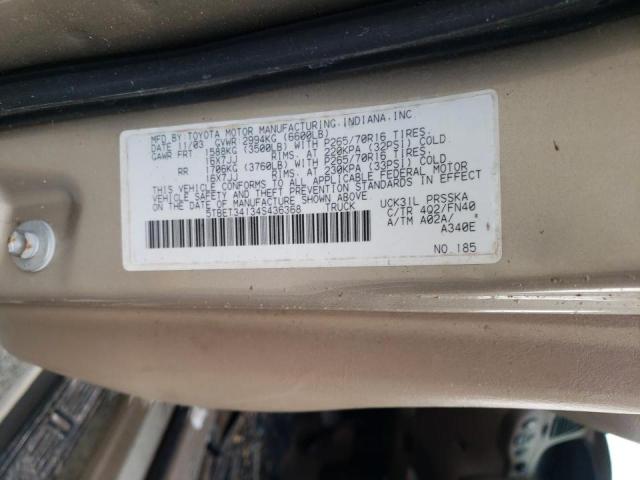 MFD. BY TOYOTA MOTOR MANUFACTURING, INDIANA, INC.
DATE 11/03 GVWR 2994KG (6600LB)
GAWR FRT 1588KG (3500LB) WITH P265/70R16 TIRES,
16X7JJ RIMS, AT 220KPA (32PSI) COLD
RR 1706KG (3760LB) WITH P265/70R16 TIRES,
16X7JJ RIMS, AT 230KPA (33PSI) COLD
THIS VEHICLE CONFORMS TO ALL APPLICABLE FEDERAL MOTOR
VEHICLE SAFETY AND THEFT PREVENTION STANDARDS IN EFFECT
ON THE DATE OF MANUFACTURE SHOWN ABOVE.
5TBET34134S436368 TRUCK
UCK31L PRSSKA
C/TR 4Q2/FN40
A/TM A02A/
A340E
NO. 185